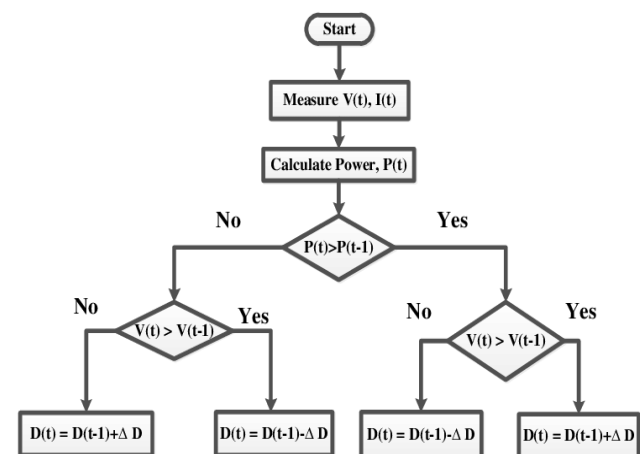 Start
Measure V(t), I(t)
Calculate Power, P(t)
No
Yes
P(t)>P(t-1)
No
Yes
No
Yes
V(t) > V(t-1)
V(t) > V(t-1)
D(t) = D(t-1)+Δ D
D(t) = D(t-1)-Δ D
D(t) = D(t-1)-Δ D
D(t) = D(t-1)+Δ D